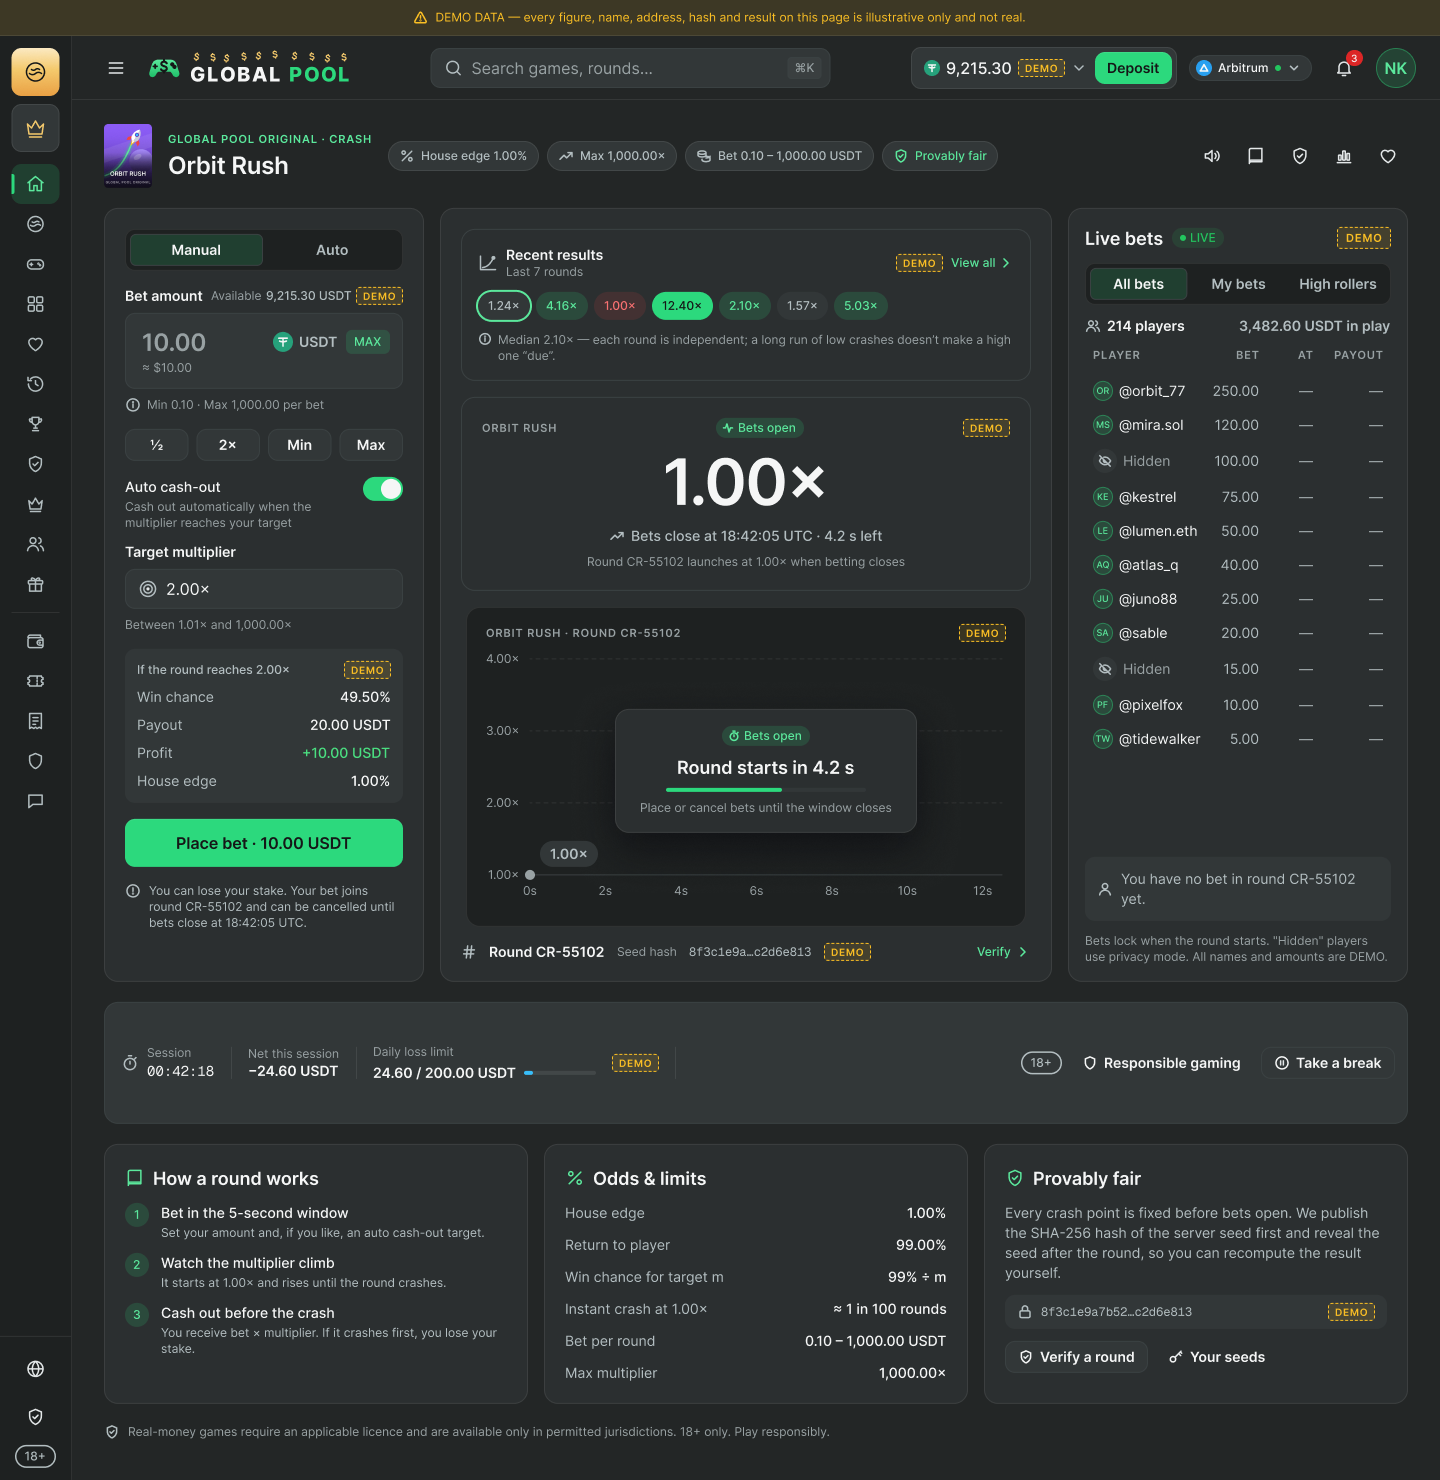 DEMO DATA — every figure, name, address, hash and result on this page is illustrative only and not real.
$ $ $ $ $ $ $ $ $
GLOBAL POOL
Search games, rounds...
⌘K
9,215.30 DEMO
Deposit
Arbitrum
3
NK
ORBIT RUSH
GLOBAL POOL ORIGINAL
GLOBAL POOL ORIGINAL · CRASH
Orbit Rush
House edge 1.00%
Max 1,000.00×
Bet 0.10 – 1,000.00 USDT
Provably fair
Manual
Auto
Bet amount
Available 9,215.30 USDT DEMO
10.00
USDT
MAX
≈ $10.00
Min 0.10 · Max 1,000.00 per bet
½
2×
Min
Max
Auto cash-out
Cash out automatically when the
multiplier reaches your target
Target multiplier
2.00×
Between 1.01× and 1,000.00×
If the round reaches 2.00×
DEMO
Win chance 49.50%
Payout 20.00 USDT
Profit +10.00 USDT
House edge 1.00%
Place bet · 10.00 USDT
You can lose your stake. Your bet joins
round CR-55102 and can be cancelled until
bets close at 18:42:05 UTC.
Recent results
Last 7 rounds
DEMO
View all
1.24× 4.16× 1.00× 12.40× 2.10× 1.57× 5.03×
Median 2.10× — each round is independent; a long run of low crashes doesn't make a high
one "due".
ORBIT RUSH
Bets open
DEMO
1.00×
Bets close at 18:42:05 UTC · 4.2 s left
Round CR-55102 launches at 1.00× when betting closes
ORBIT RUSH · ROUND CR-55102
DEMO
4.00×
3.00×
2.00×
1.00×
Bets open
Round starts in 4.2 s
Place or cancel bets until the window closes
1.00×
0s 2s 4s 6s 8s 10s 12s
Round CR-55102
Seed hash 8f3c1e9a…c2d6e813
DEMO
Verify
Live bets
LIVE
DEMO
All bets
My bets
High rollers
214 players
3,482.60 USDT in play
PLAYER BET AT PAYOUT
OR @orbit_77 250.00 — —
MS @mira.sol 120.00 — —
Hidden 100.00 — —
KE @kestrel 75.00 — —
LE @lumen.eth 50.00 — —
AQ @atlas_q 40.00 — —
JU @juno88 25.00 — —
SA @sable 20.00 — —
Hidden 15.00 — —
PF @pixelfox 10.00 — —
TW @tidewalker 5.00 — —
You have no bet in round CR-55102
yet.
Bets lock when the round starts. "Hidden" players
use privacy mode. All names and amounts are DEMO.
Session
00:42:18
Net this session
−24.60 USDT
Daily loss limit
24.60 / 200.00 USDT
DEMO
18+
Responsible gaming
Take a break
How a round works
1 Bet in the 5-second window
Set your amount and, if you like, an auto cash-out target.
2 Watch the multiplier climb
It starts at 1.00× and rises until the round crashes.
3 Cash out before the crash
You receive bet × multiplier. If it crashes first, you lose your
stake.
Odds & limits
House edge 1.00%
Return to player 99.00%
Win chance for target m 99% ÷ m
Instant crash at 1.00× ≈ 1 in 100 rounds
Bet per round 0.10 – 1,000.00 USDT
Max multiplier 1,000.00×
Provably fair
Every crash point is fixed before bets open. We publish
the SHA-256 hash of the server seed first and reveal the
seed after the round, so you can recompute the result
yourself.
8f3c1e9a7b52…c2d6e813
DEMO
Verify a round
Your seeds
18+
Real-money games require an applicable licence and are available only in permitted jurisdictions. 18+ only. Play responsibly.